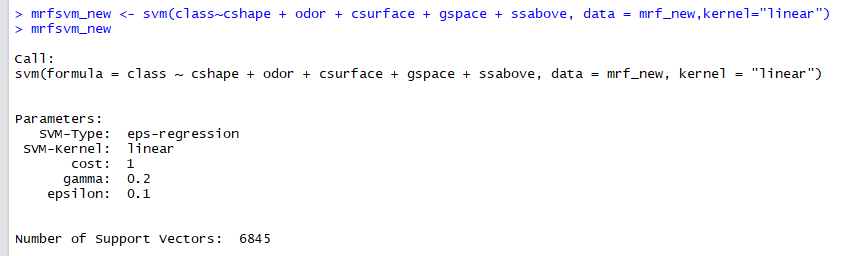 > mrfsvm_new <- svm(class~cshape + odor + csurface + gspace + ssabove, data = mrf_new,kernel="linear")
> mrfsvm_new
Call:
svm(formula = class ~ cshape + odor + csurface + gspace + ssabove, data = mrf_new, kernel = "linear")
Parameters:
SVM-Type: eps-regression
SVM-Kernel: linear
cost: 1
gamma: 0.2
epsilon: 0.1
Number of Support Vectors: 6845